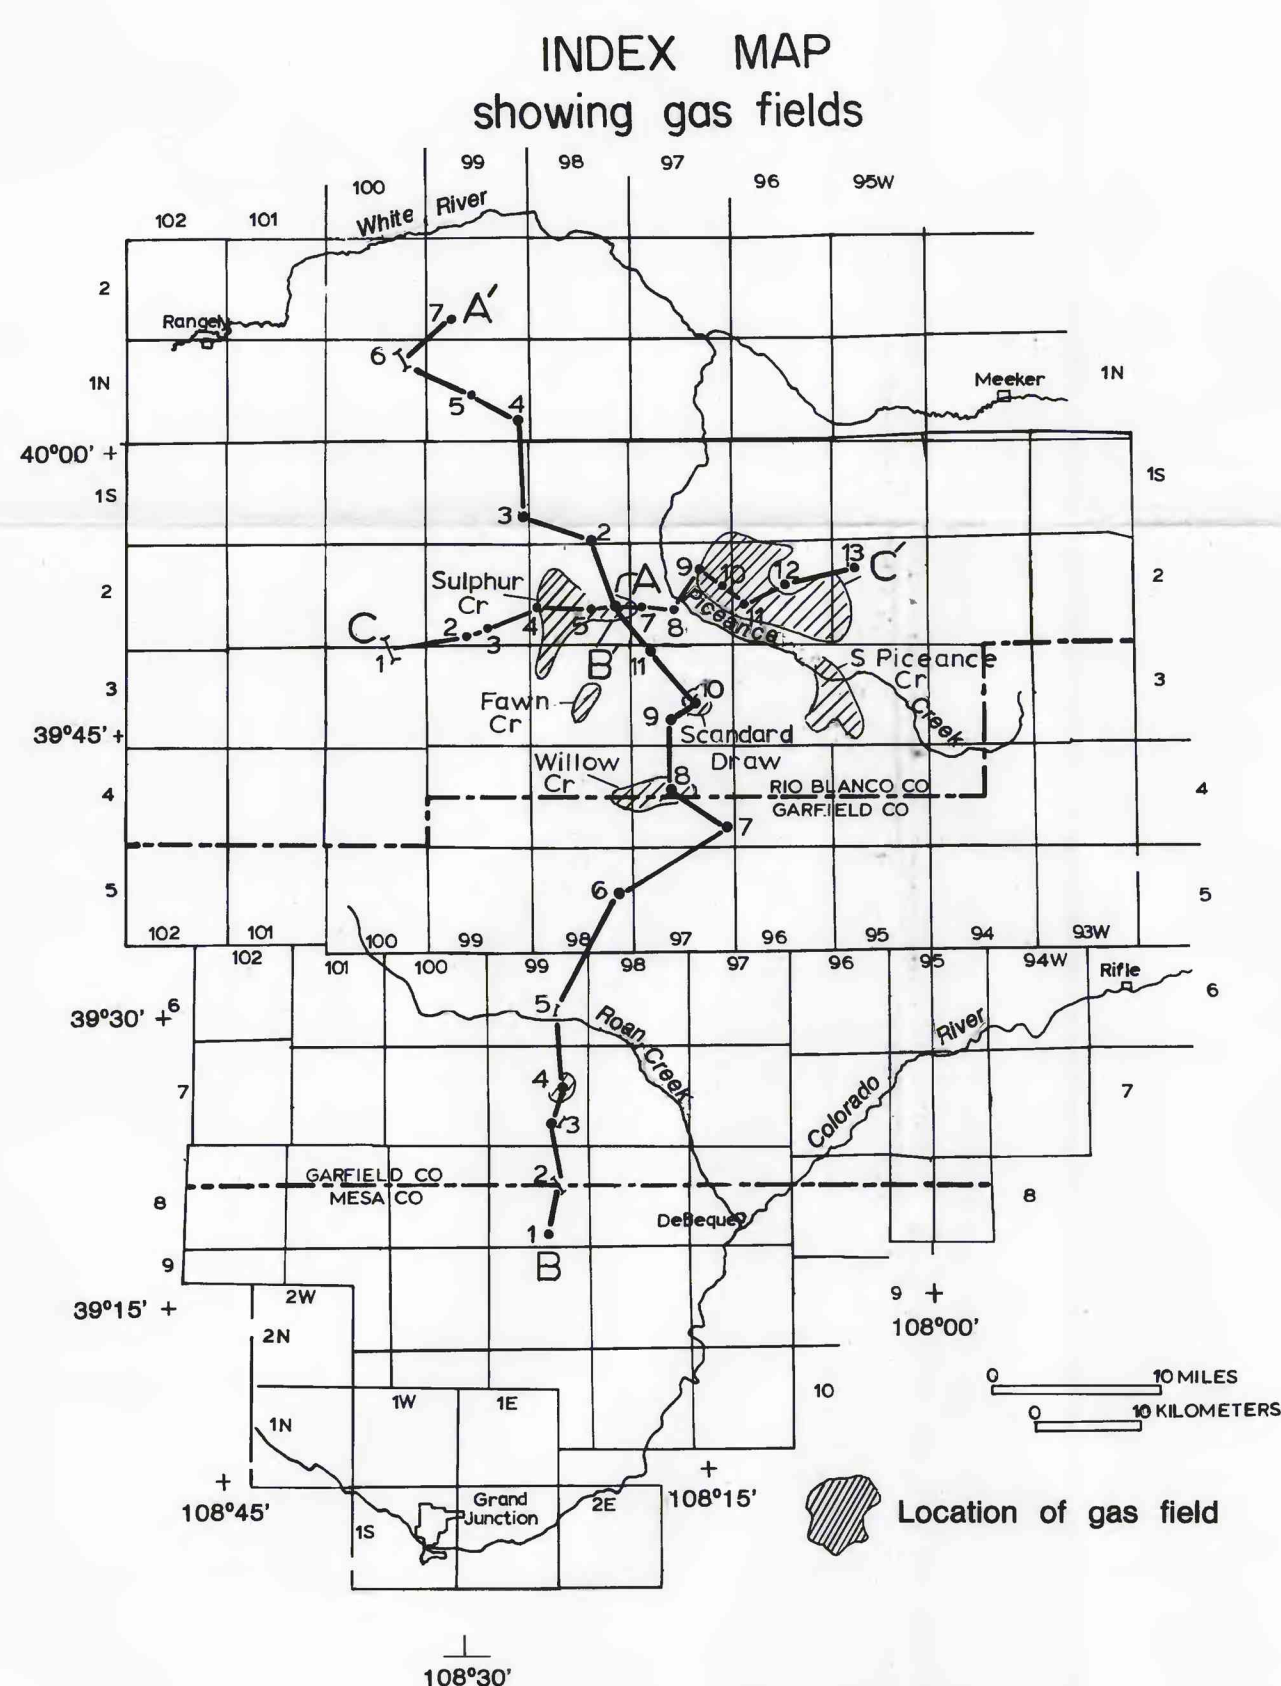 INDEX MAP
showing gas fields
99 98 97
100 96 95W
102 101 White River
2
Rangely
7 A'
6
1N
5 4
Meeker
1N
40°00' +
1S
1S
3 2
9 10 12 13 C'
2
Sulphur
Cr
A
2
C 1 2 3 4 5 7 8 11
Piceance
B'
11
S Piceance
Cr
3
3
Fawn
Cr
10
9
39°45' +
Scandard
Draw
Creek
Willow
Cr
8
4
RIO BLANCO CO
GARFIELD CO
4
7
5
6
5
102 101 100 99 98 97 96 95 94 93W
102 101 100 99 98 97 96 95 94W
Rifle
39°30' + 6
5
Roan Creek
River
6
7
4
Colorado
7
3
GARFIELD CO
MESA CO
2
8
8
DeBeque
1
B
9
39°15' +
2W
9 +
108°00'
2N
0 10 MILES
1W 1E
10
0 10 KILOMETERS
1N
+
108°45'
+
108°15'
Grand
Junction
2E
1S
Location of gas field
108°30'